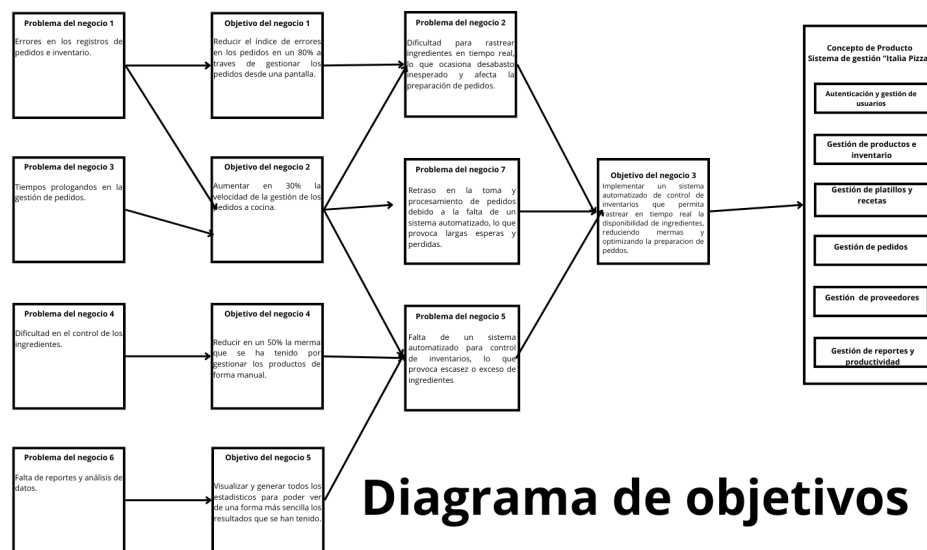 Problema del negocio 1
Errores en los registros de
pedidos e inventario.
Objetivo del negocio 1
Reducir el índice de errores
en los pedidos en un 80% a
traves de gestionar los
pedidos desde una pantalla.
Problema del negocio 2
Dificultad para rastrear
ingredientes en tiempo real,
lo que ocasiona desabasto
inesperado y afecta la
preparación de pedidos.
Problema del negocio 3
Tiempos prologandos en la
gestión de pedidos.
Objetivo del negocio 2
Aumentar en 30% la
velocidad de la gestión de los
pedidos a cocina.
Problema del negocio 7
Retraso en la toma y
procesamiento de pedidos
debido a la falta de un
sistema automatizado, lo que
provoca largas esperas y
perdidas.
Objetivo del negocio 3
Implementar un sistema
automatizado de control de
inventarios que permita
rastrear en tiempo real la
disponibilidad de ingredientes,
reduciendo mermas y
optimizando la preparacion de
peddos.
Problema del negocio 4
Dificultad en el control de los
ingredientes.
Objetivo del negocio 4
Reducir en un 50% la merma
que se ha tenido por
gestionar los productos de
forma manual.
Problema del negocio 5
Falta de un sistema
automatizado para control
de inventarios, lo que
provoca escasez o exceso de
ingredientes
Problema del negocio 6
Falta de reportes y análisis de
datos.
Objetivo del negocio 5
Visualizar y generar todos los
estadisticos para poder ver
de una forma más sencilla los
resultados que se han tenido.
Concepto de Producto
Sistema de gestión "Italia Pizza
Autenticación y gestión de
usuarios
Gestión de productos e
inventario
Gestión de platillos y
recetas
Gestión de pedidos
Gestión de proveedores
Gestión de reportes y
productividad
Diagrama de objetivos